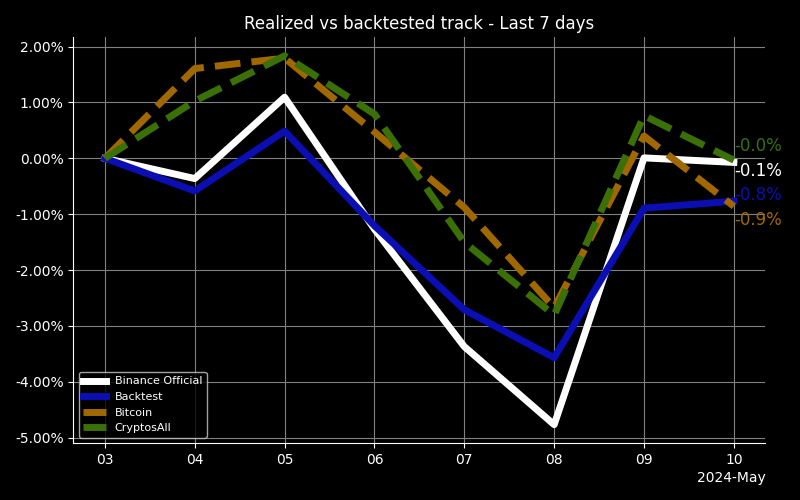 Realized vs backtested track - Last 7 days
2.00%
1.00%
0.00%
-1.00%
-2.00%
-3.00%
-4.00%
-5.00%
-0.0%
-0.1%
-0.8%
-0.9%
Binance Official
Backtest
Bitcoin
CryptosAll
03 04 05 06 07 08 09 10
2024-May